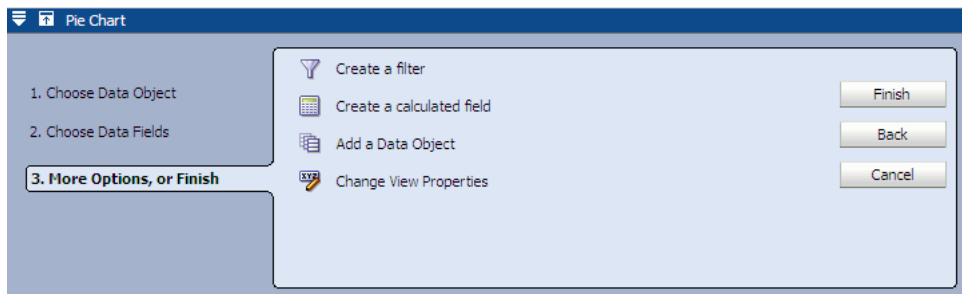 Pie Chart
1. Choose Data Object
2. Choose Data Fields
3. More Options, or Finish
Create a filter
Create a calculated field
Add a Data Object
Change View Properties
Finish
Back
Cancel